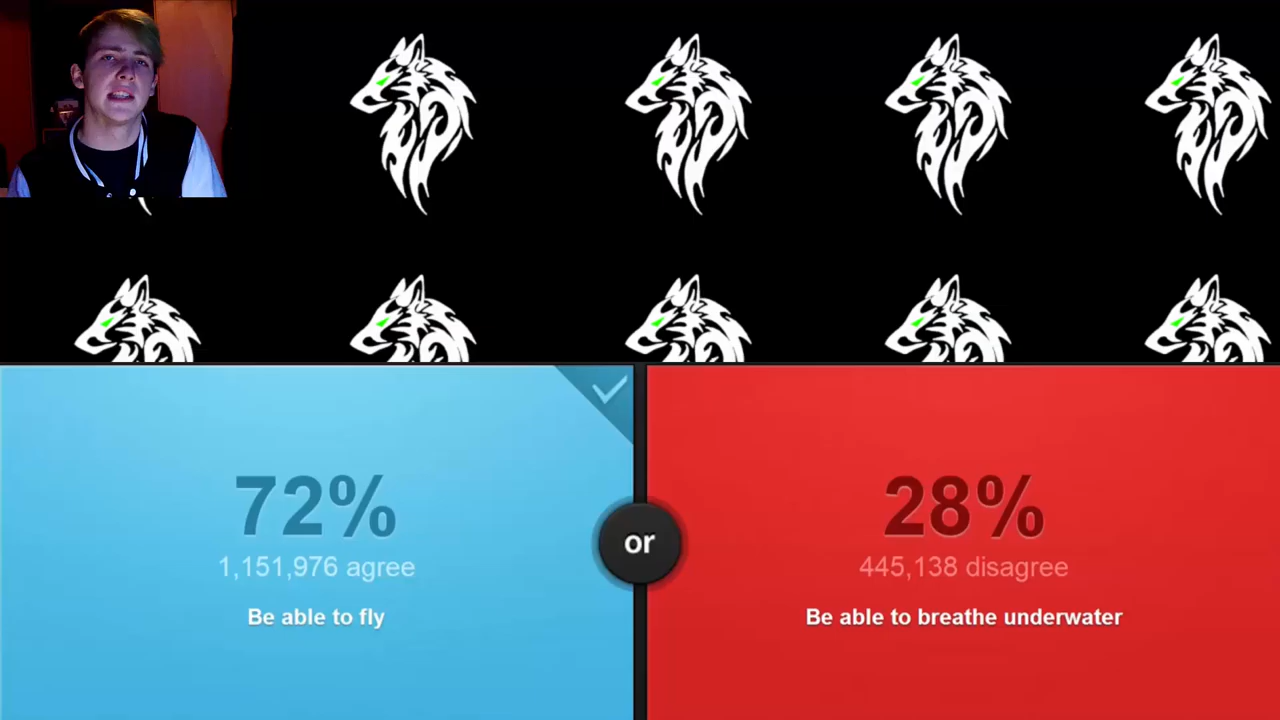 72%
1,151,976 agree
Be able to fly
or
28%
445,138 disagree
Be able to breathe underwater